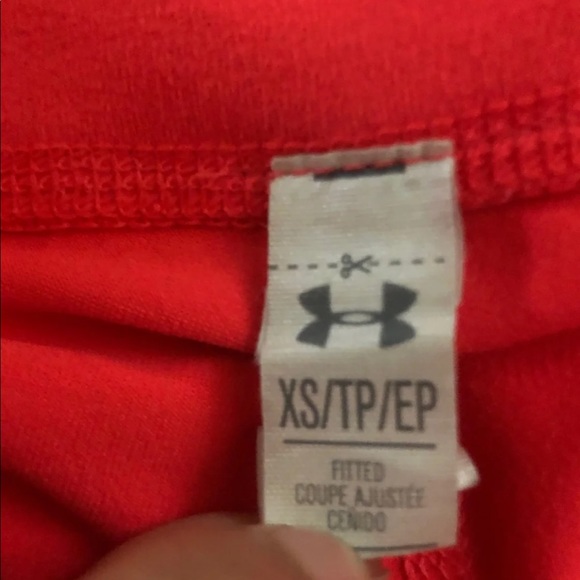 XS/TP/EP
FITTED
COUPE AJUSTÉE
CEÑIDO